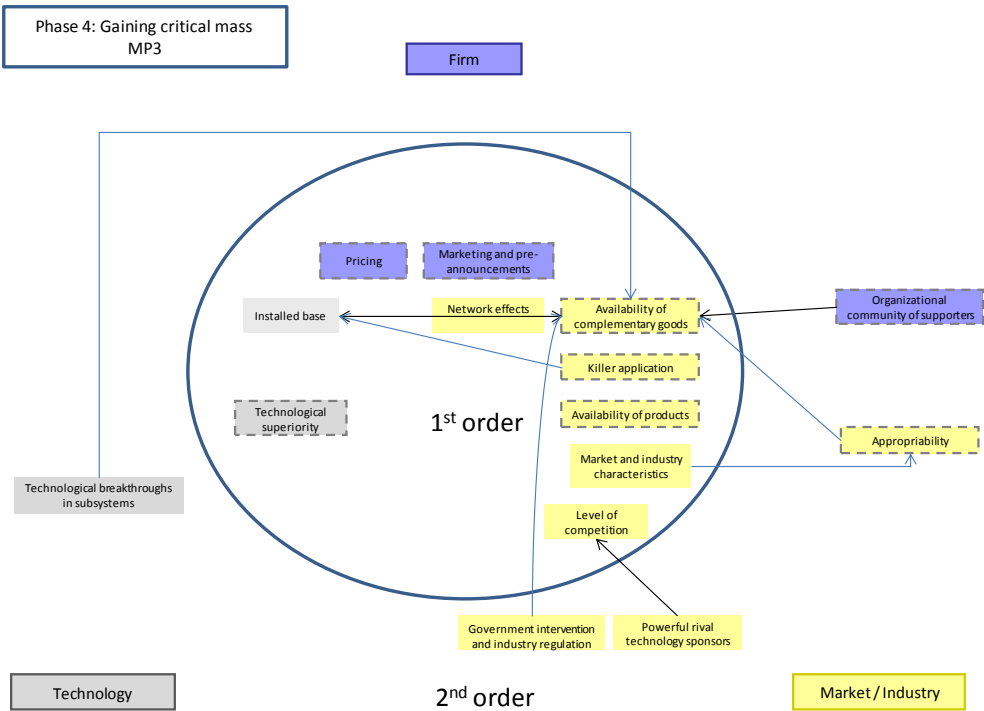 Phase 4: Gaining critical mass
MP3
Firm
Pricing
Marketing and pre-
announcements
Installed base
Network effects
Availability of
complementary goods
Organizational
community of supporters
Killer application
Technological
superiority
1st order
Availability of products
Appropriability
Market and industry
characteristics
Technological breakthroughs
in subsystems
Level of
competition
Government intervention
and industry regulation
Powerful rival
technology sponsors
Technology
2nd order
Market / Industry